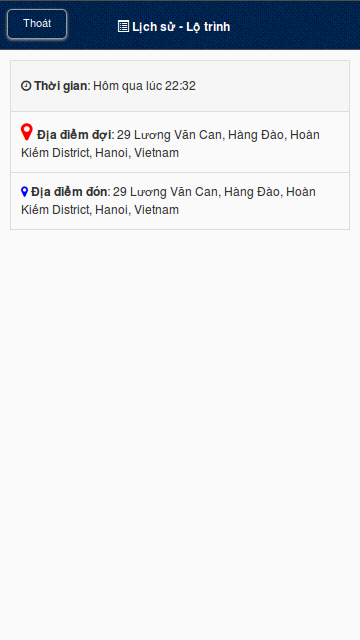 Thoát
Lịch sử - Lộ trình
Thời gian: Hôm qua lúc 22:32
Địa điểm đợi: 29 Lương Văn Can, Hàng Đào, Hoàn
Kiếm District, Hanoi, Vietnam
Địa điểm đón: 29 Lương Văn Can, Hàng Đào, Hoàn
Kiếm District, Hanoi, Vietnam